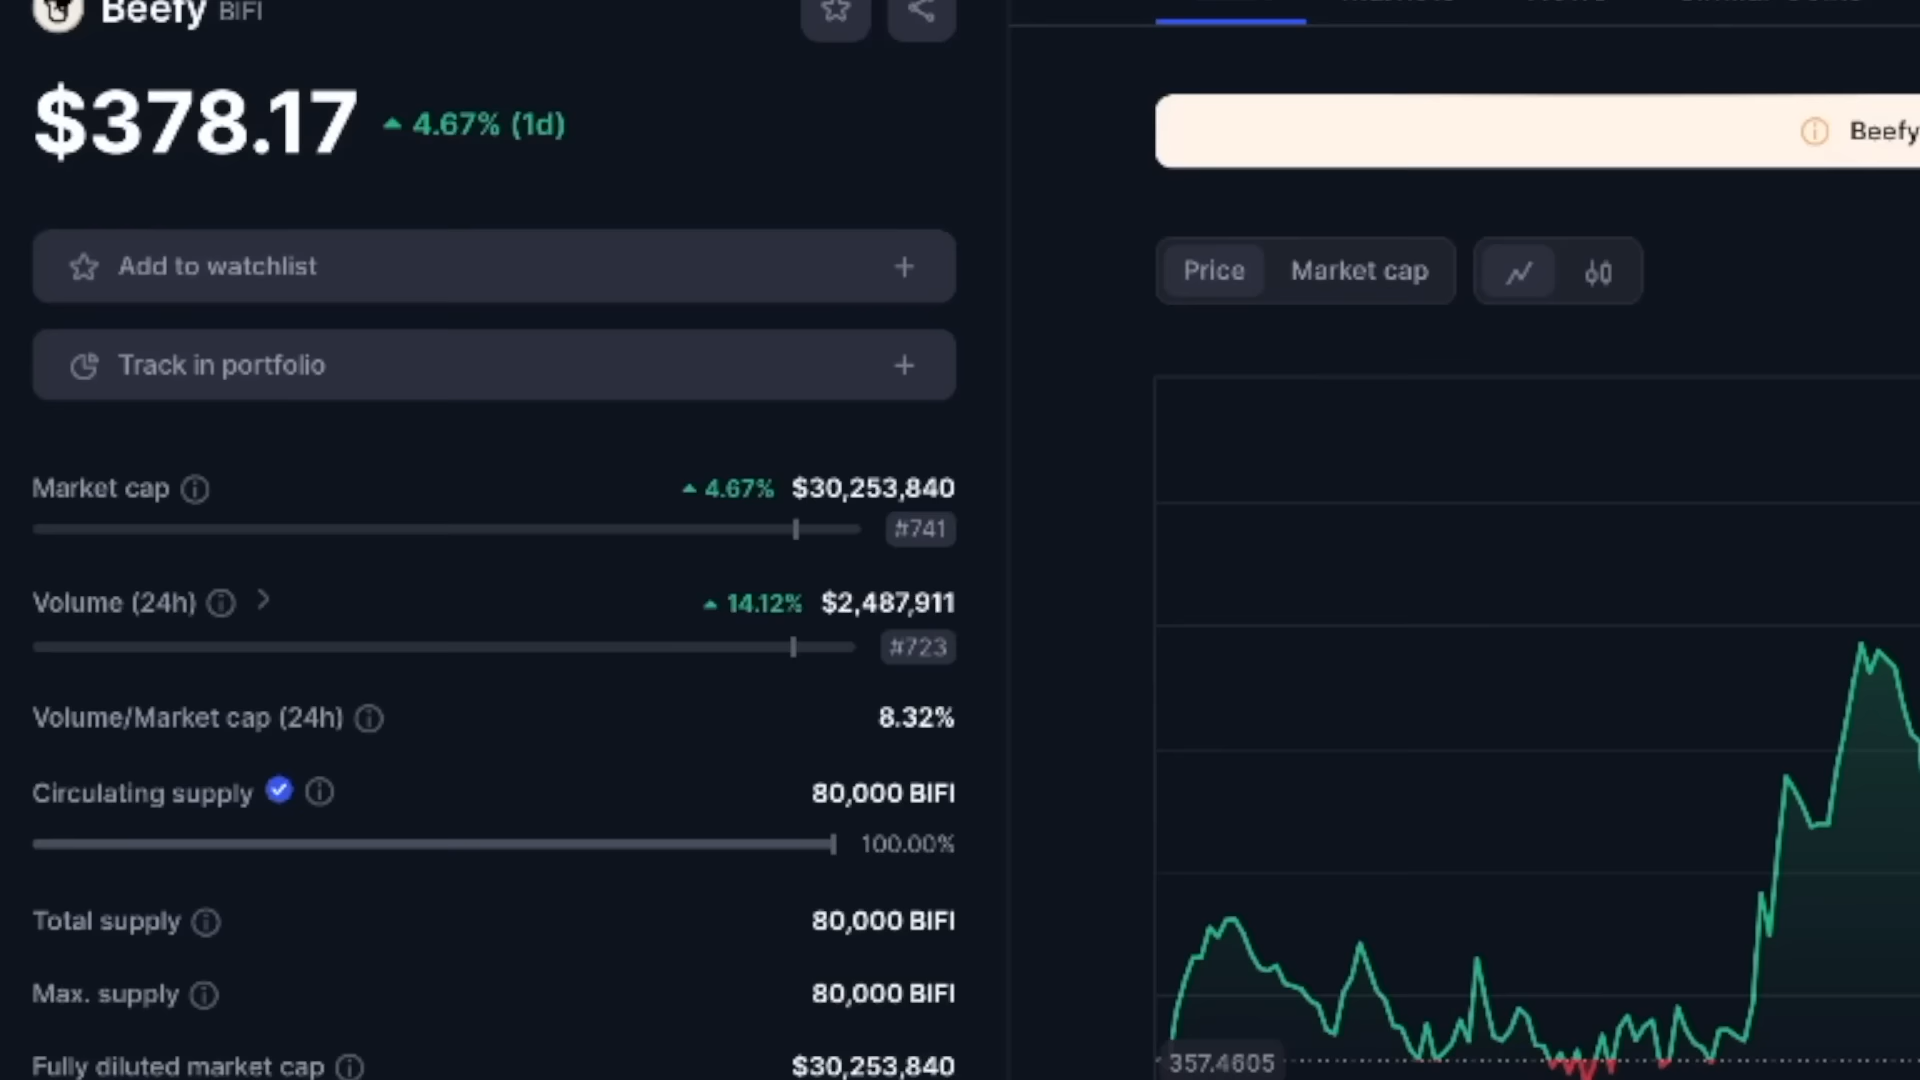 Beefy BIFI
$378.17 4.67% (1d)
Add to watchlist
Track in portfolio
Market cap 4.67% $30,253,840
#741
Volume (24h) 14.12% $2,487,911
#723
Volume/Market cap (24h) 8.32%
Circulating supply 80,000 BIFI
100.00%
Total supply 80,000 BIFI
Max. supply 80,000 BIFI
Fully diluted market cap $30,253,840
Beefy
Price Market cap
357.4605